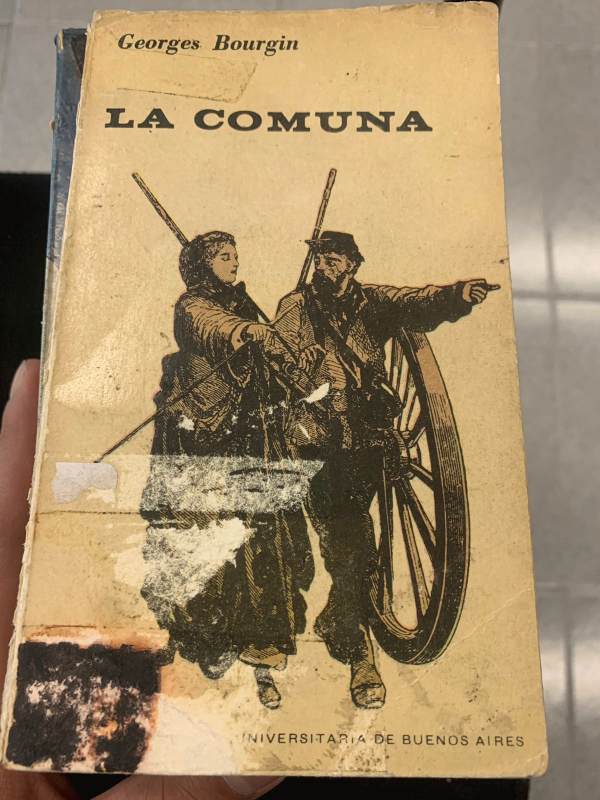 Georges Bourgin
LA COMUNA
UNIVERSITARIA DE BUENOS AIRES